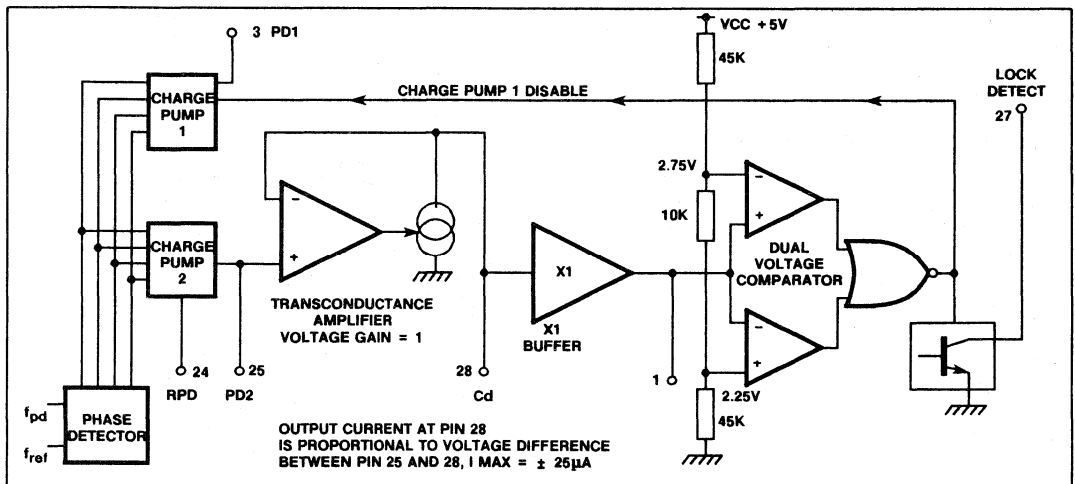 3 PD1
VCC +5V
45K
LOCK
DETECT
27
CHARGE
PUMP
1
CHARGE PUMP 1 DISABLE
2.75V
10K
−
+
−
+
−
+
CHARGE
PUMP
2
X1
DUAL
VOLTAGE
COMPARATOR
TRANSCONDUCTANCE
AMPLIFIER
VOLTAGE GAIN = 1
X1
BUFFER
24
RPD
25
PD2
28
Cd
1
2.25V
45K
fpd
fref
PHASE
DETECTOR
OUTPUT CURRENT AT PIN 28
IS PROPORTIONAL TO VOLTAGE DIFFERENCE
BETWEEN PIN 25 AND 28, I MAX = ± 25µA